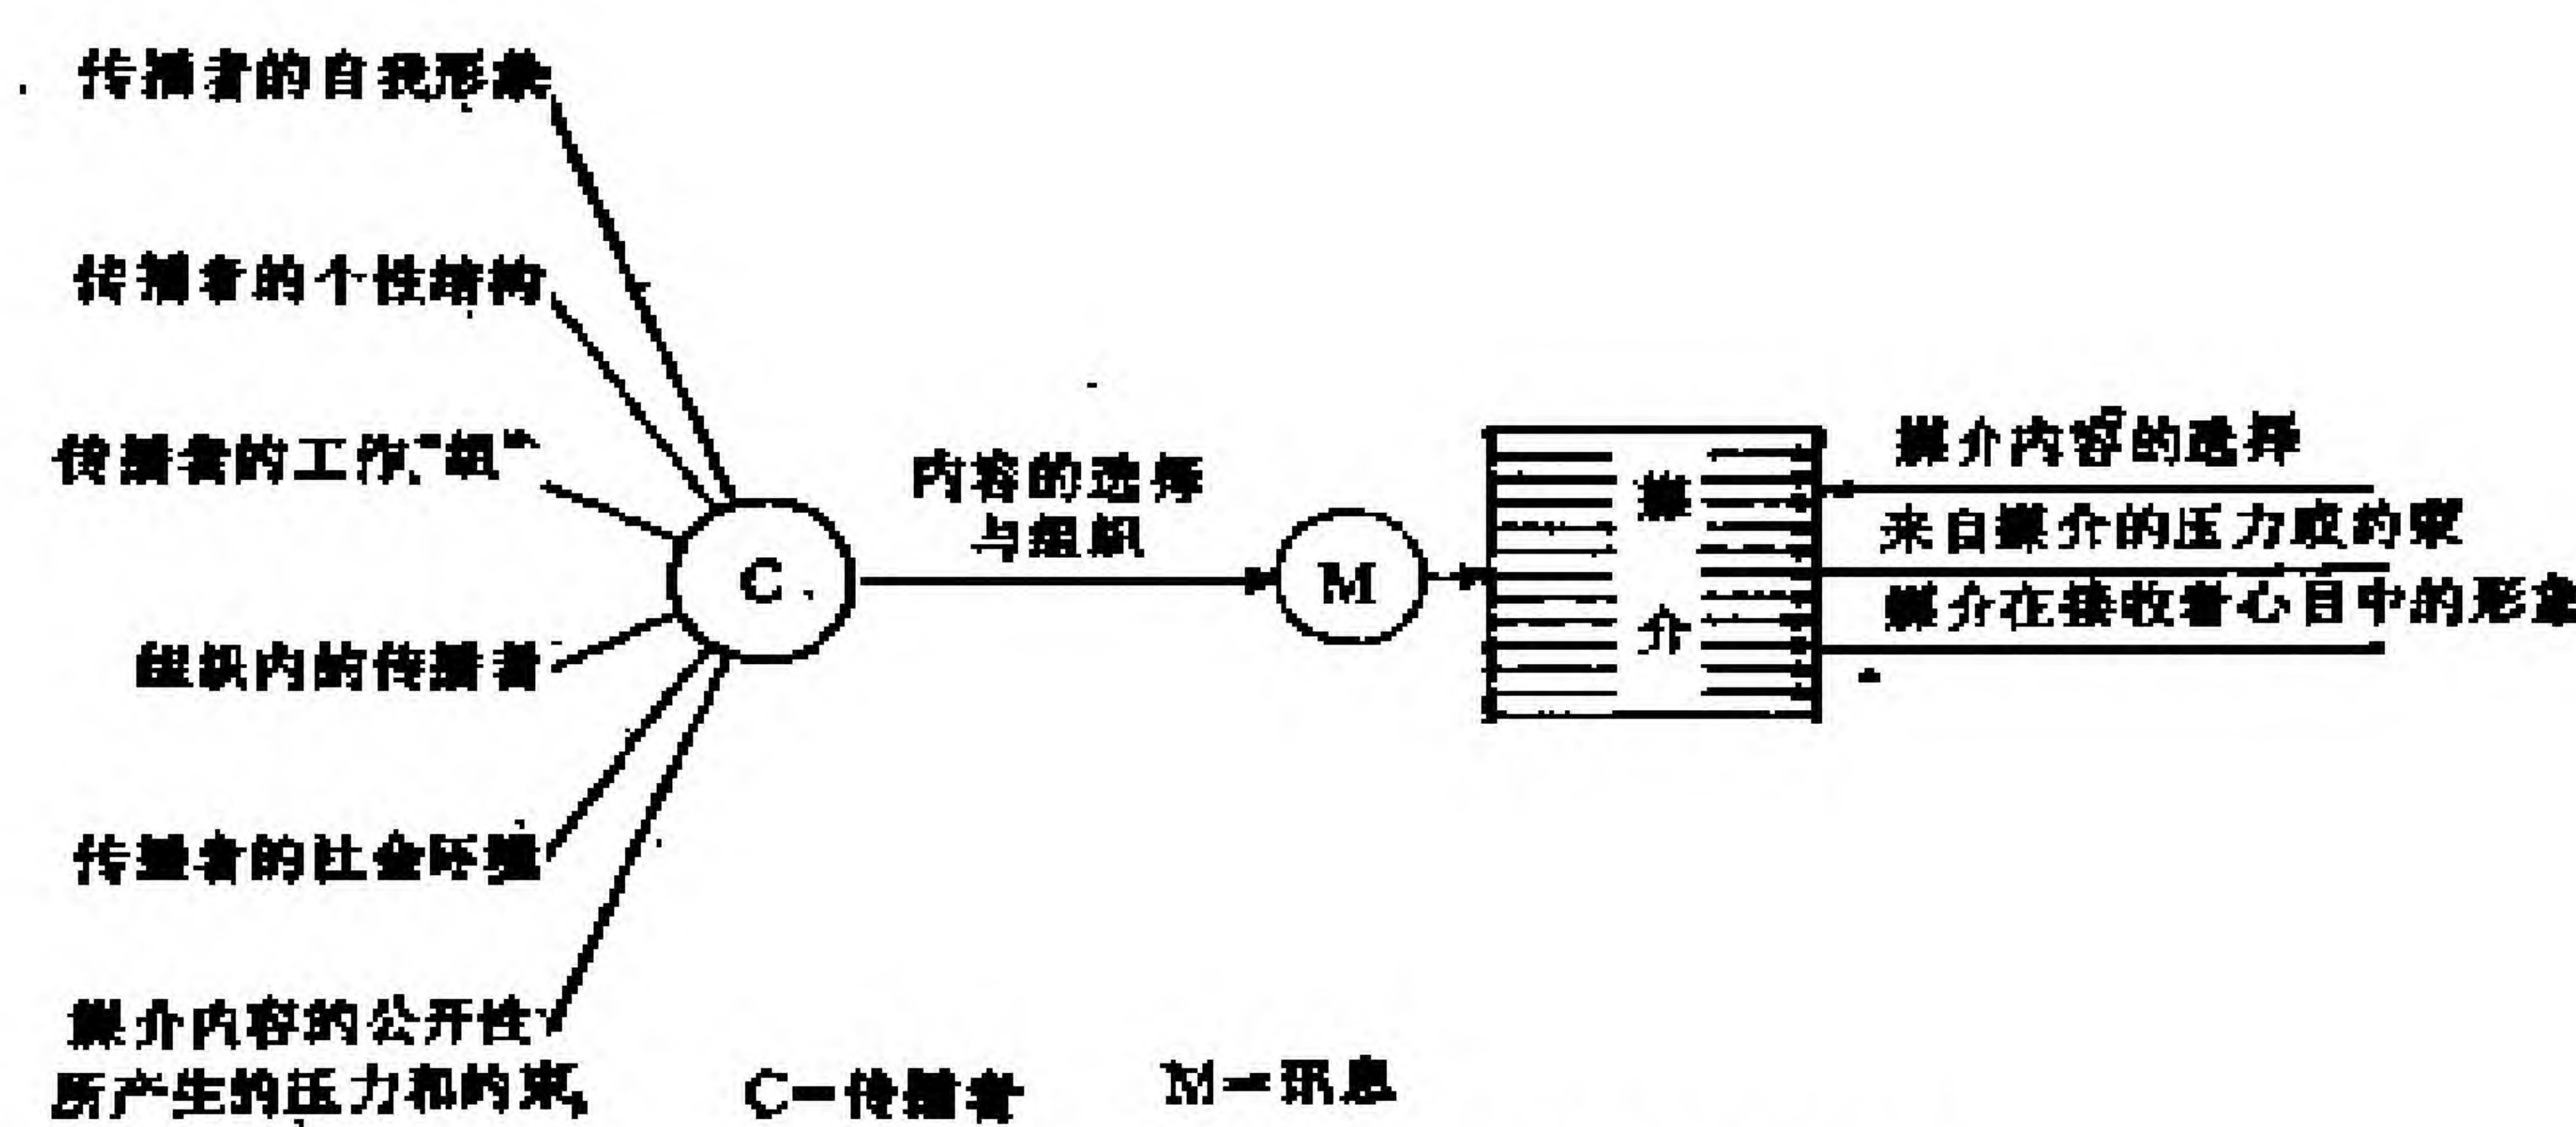 传播者的自我形象
传播者的个性结构
传播者的工作“组”
组织内的传播者
传播者的社会环境
媒介内容的公开性
所产生的压力和约束
C
内容的选择
与组织
M
媒
介
媒介内容的选择
来自媒介的压力或约束
媒介在接收者心目中的形象
C—传播者
M—讯息